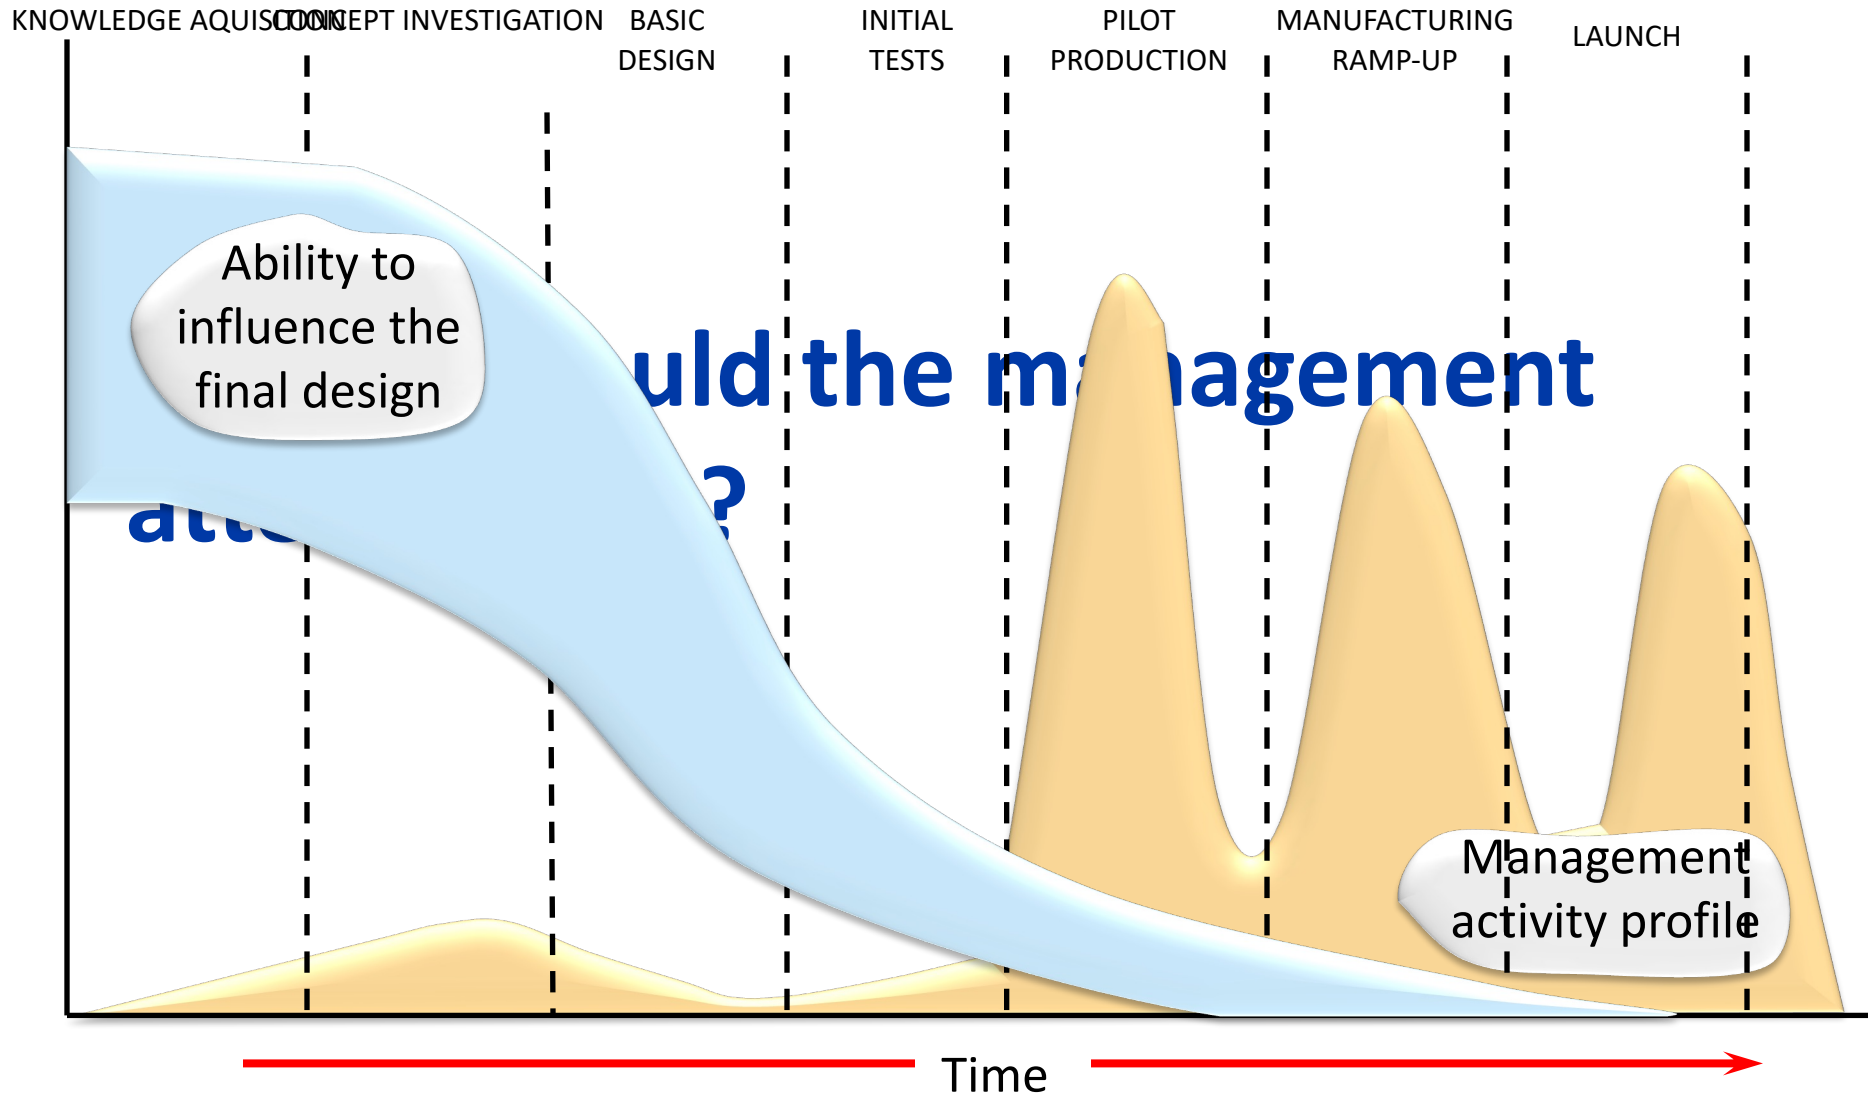 KNOWLEDGE AQUISITION
CONCEPT INVESTIGATION
BASIC
DESIGN
INITIAL
TESTS
PILOT
PRODUCTION
MANUFACTURING
RAMP-UP
LAUNCH
Ability to
influence the
final design
uld the management
?
Management
activity profile
Time